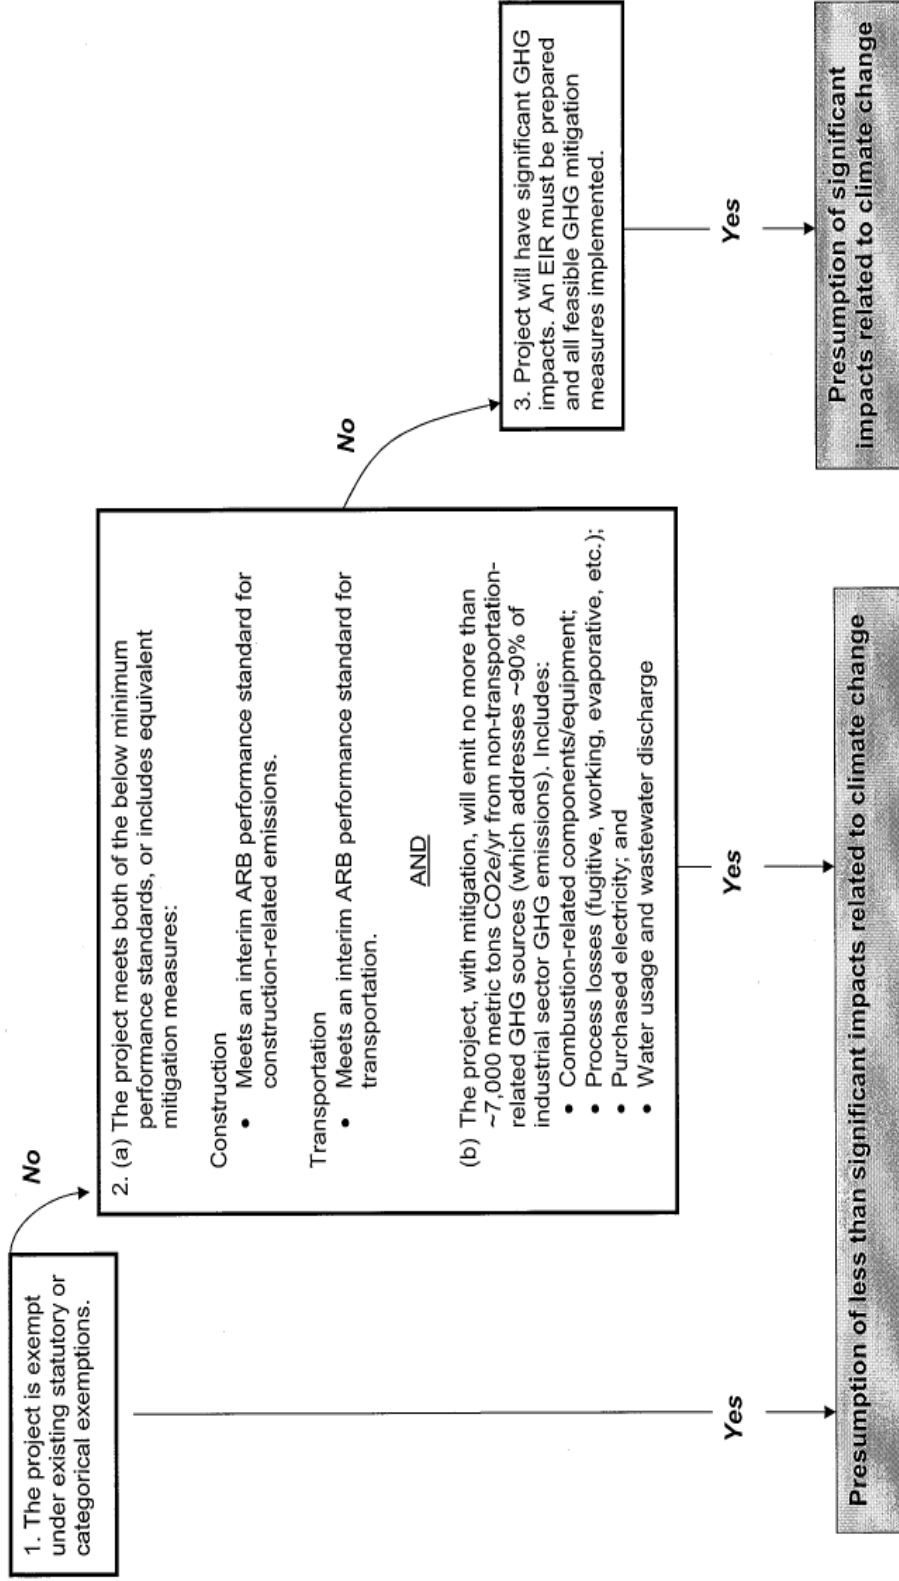 1. The project is exempt
under existing statutory or
categorical exemptions.
No
2. (a) The project meets both of the below minimum
performance standards, or includes equivalent
mitigation measures:
Construction
• Meets an interim ARB performance standard for
construction-related emissions.
Transportation
• Meets an interim ARB performance standard for
transportation.
AND
(b) The project, with mitigation, will emit no more than
~7,000 metric tons CO2e/yr from non-transportation-
related GHG sources (which addresses ~90% of
industrial sector GHG emissions). Includes:
• Combustion-related components/equipment;
• Process losses (fugitive, working, evaporative, etc.);
• Purchased electricity; and
• Water usage and wastewater discharge
No
3. Project will have significant GHG
impacts. An EIR must be prepared
and all feasible GHG mitigation
measures implemented.
Yes
Yes
Yes
Presumption of less than significant impacts related to climate change
Presumption of significant
impacts related to climate change